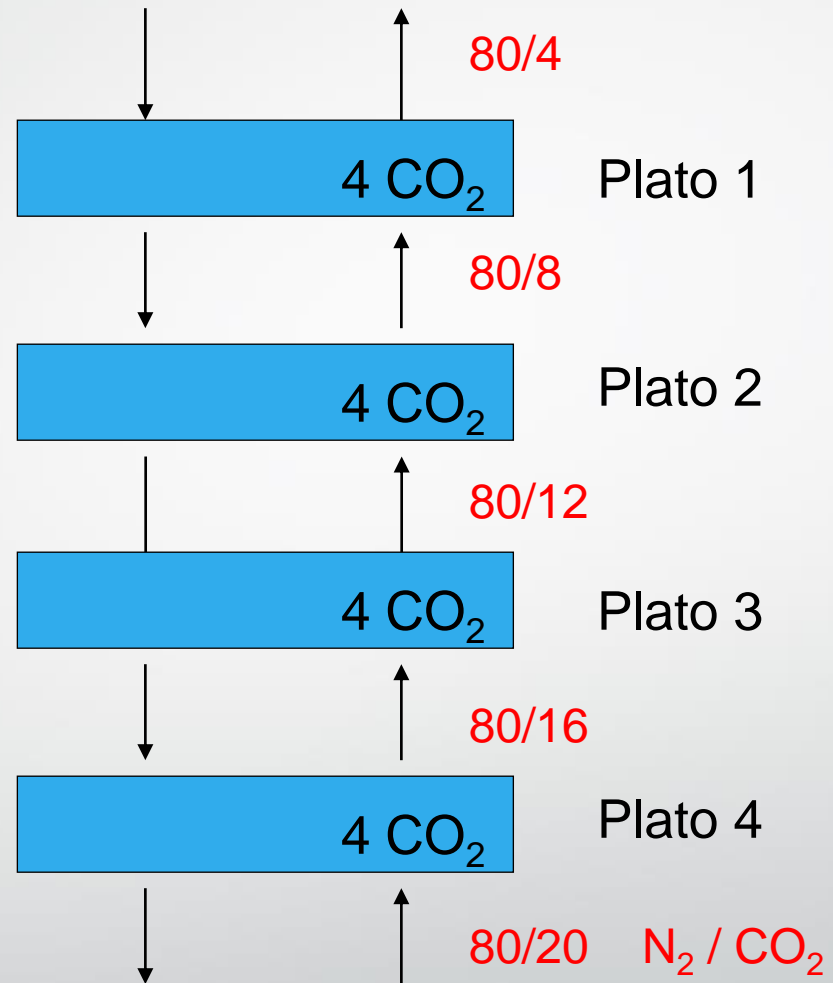 80/4
4 CO₂ Plato 1
80/8
4 CO₂ Plato 2
80/12
4 CO₂ Plato 3
80/16
4 CO₂ Plato 4
80/20 N₂ / CO₂